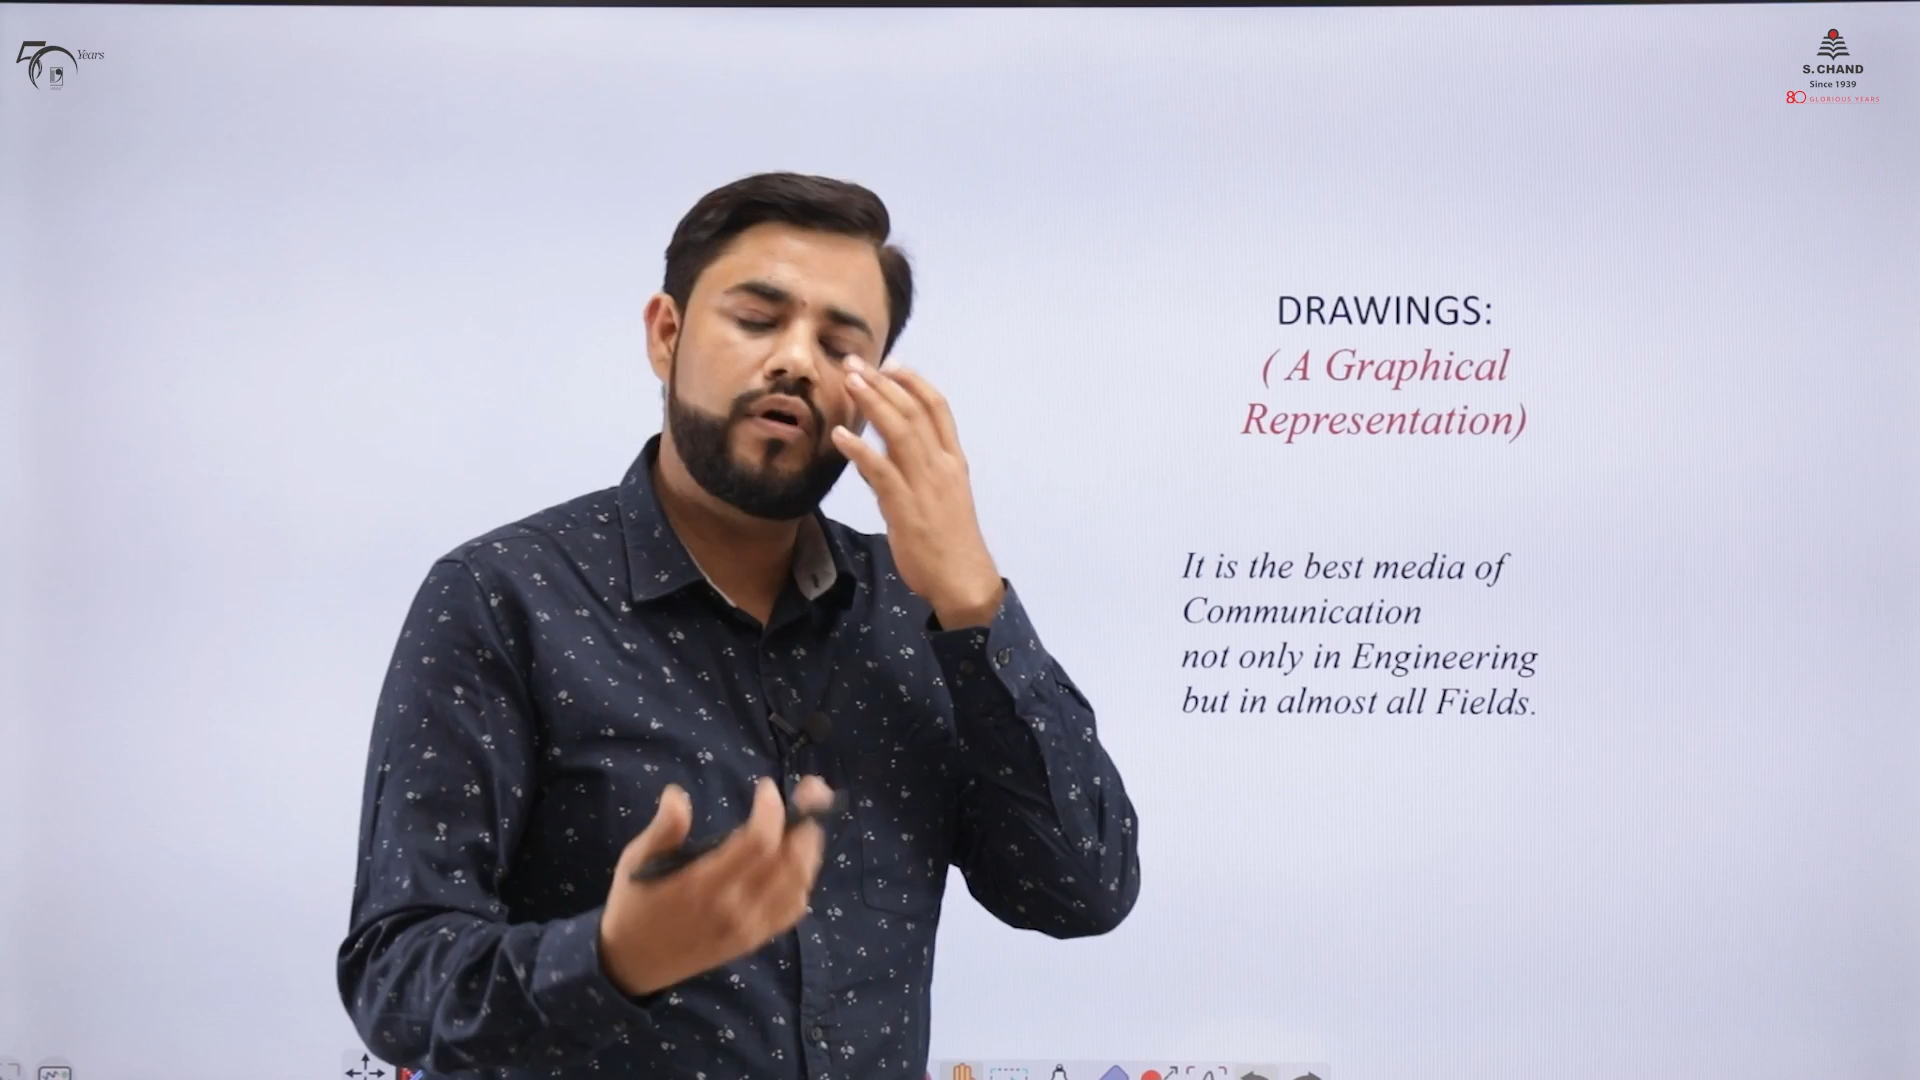 50 Years
S. CHAND
Since 1939
80 GLORIOUS YEARS
DRAWINGS:
( A Graphical
Representation)
It is the best media of
Communication
not only in Engineering
but in almost all Fields.